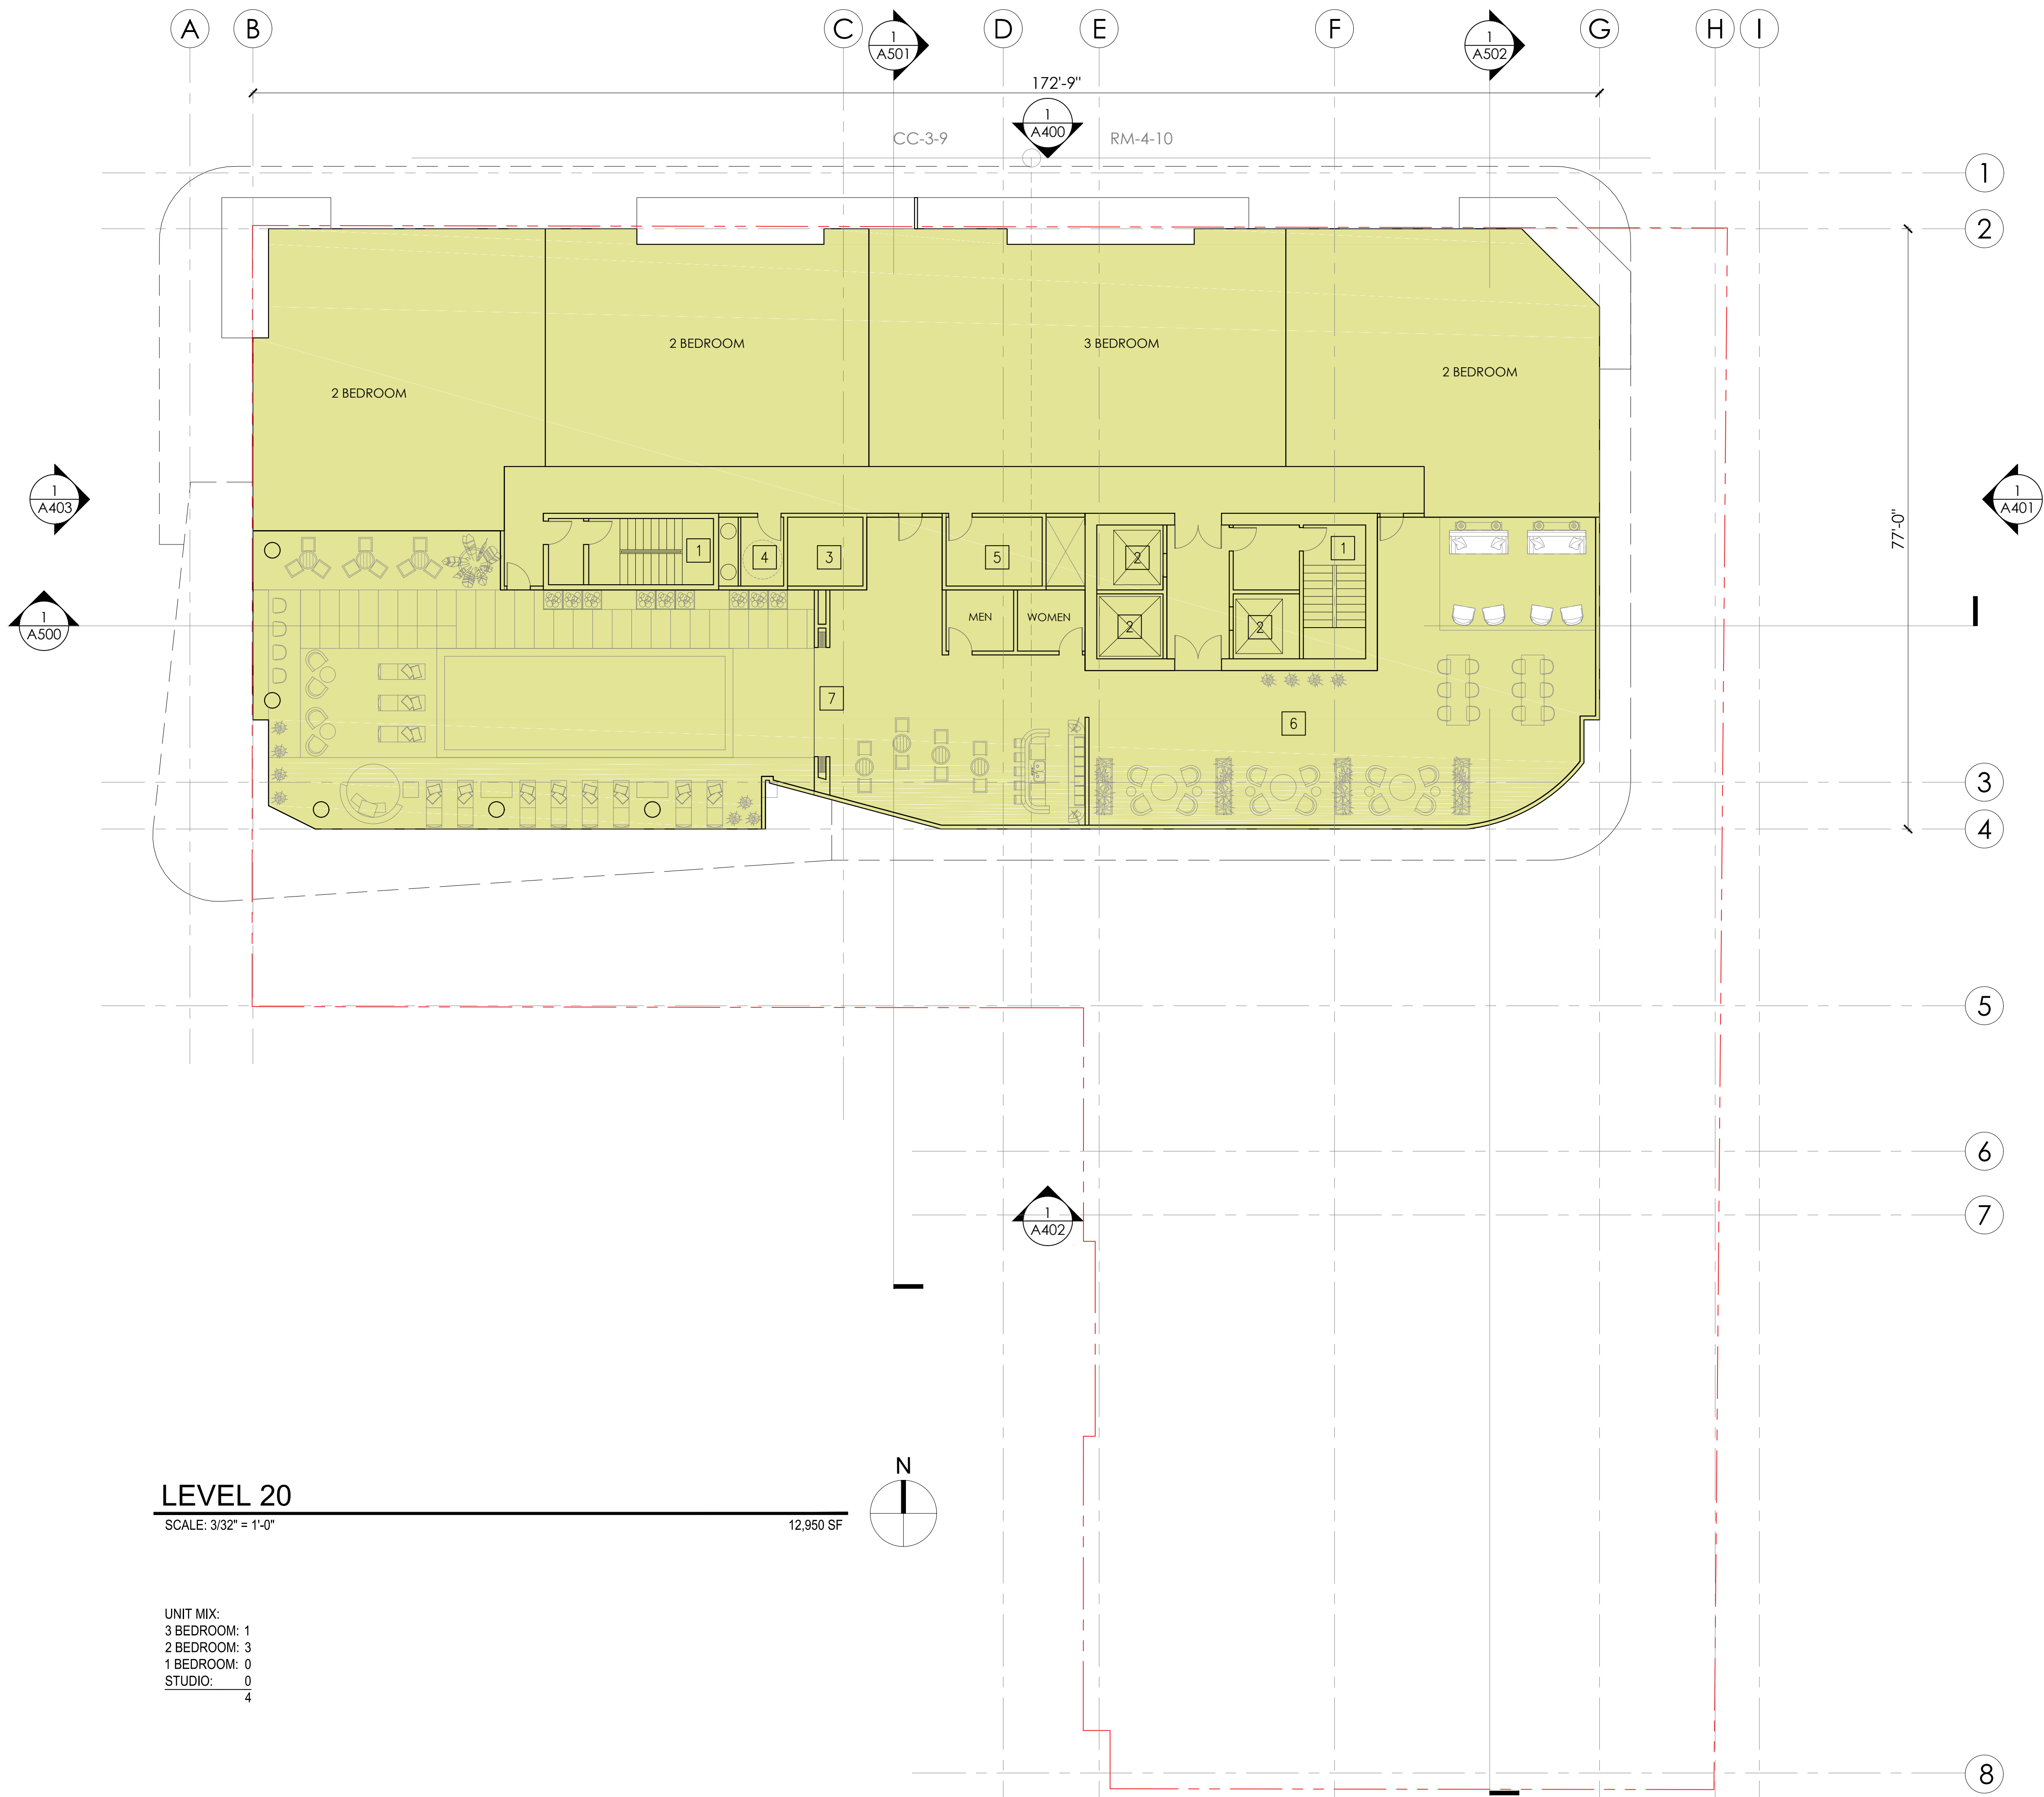 A B C D E F G H I
1
A501
1
A502
172'-9"
1
A400
CC-3-9
RM-4-10
1
2
2 BEDROOM
3 BEDROOM
2 BEDROOM
2 BEDROOM
1
A403
1
A401
77'-0"
1
4
3
5
2
1
1
A500
MEN
WOMEN
2
2
7
6
3
4
5
6
7
1
A402
LEVEL 20
SCALE: 3/32" = 1'-0"
12,950 SF
N
UNIT MIX:
3 BEDROOM: 1
2 BEDROOM: 3
1 BEDROOM: 0
STUDIO: 0
4
8